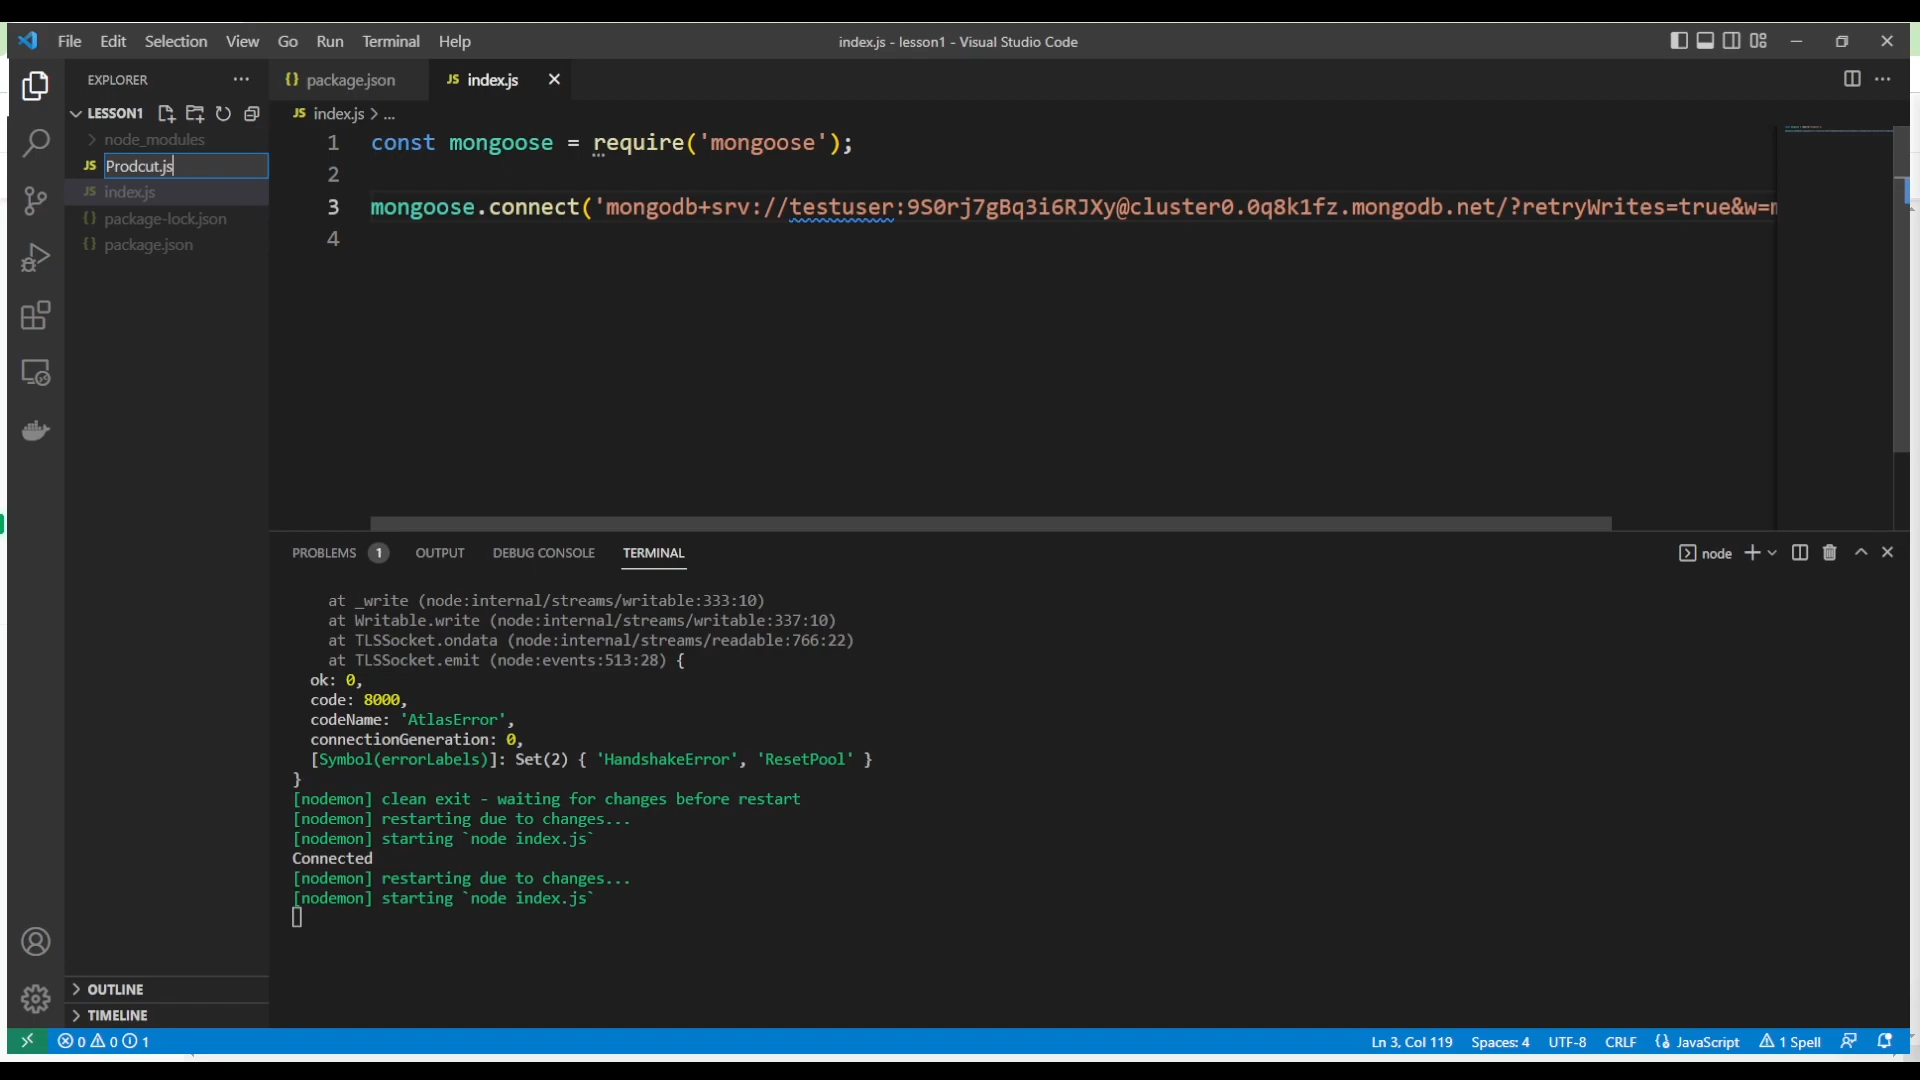 File Edit Selection View Go Run Terminal Help
index.js - lesson1 - Visual Studio Code
EXPLORER
LESSON1
node_modules
JS Prodcut.js
JS index.js
{} package-lock.json
{} package.json
OUTLINE
TIMELINE
{} package.json
JS index.js
JS index.js > ...
1 const mongoose = require('mongoose');
2
3 mongoose.connect('mongodb+srv://testuser:9S0rj7gBq3i6RJXy@cluster0.0q8k1fz.mongodb.net/?retryWrites=true&w=
4
PROBLEMS 1 OUTPUT DEBUG CONSOLE TERMINAL
node
at _write (node:internal/streams/writable:333:10)
at Writable.write (node:internal/streams/writable:337:10)
at TLSSocket.ondata (node:internal/streams/readable:766:22)
at TLSSocket.emit (node:events:513:28) {
ok: 0,
code: 8000,
codeName: 'AtlasError',
connectionGeneration: 0,
[Symbol(errorLabels)]: Set(2) { 'HandshakeError', 'ResetPool' }
}
[nodemon] clean exit - waiting for changes before restart
[nodemon] restarting due to changes...
[nodemon] starting `node index.js`
Connected
[nodemon] restarting due to changes...
[nodemon] starting `node index.js`
0 0 1
Ln 3, Col 119 Spaces: 4 UTF-8 CRLF JavaScript 1 Spell